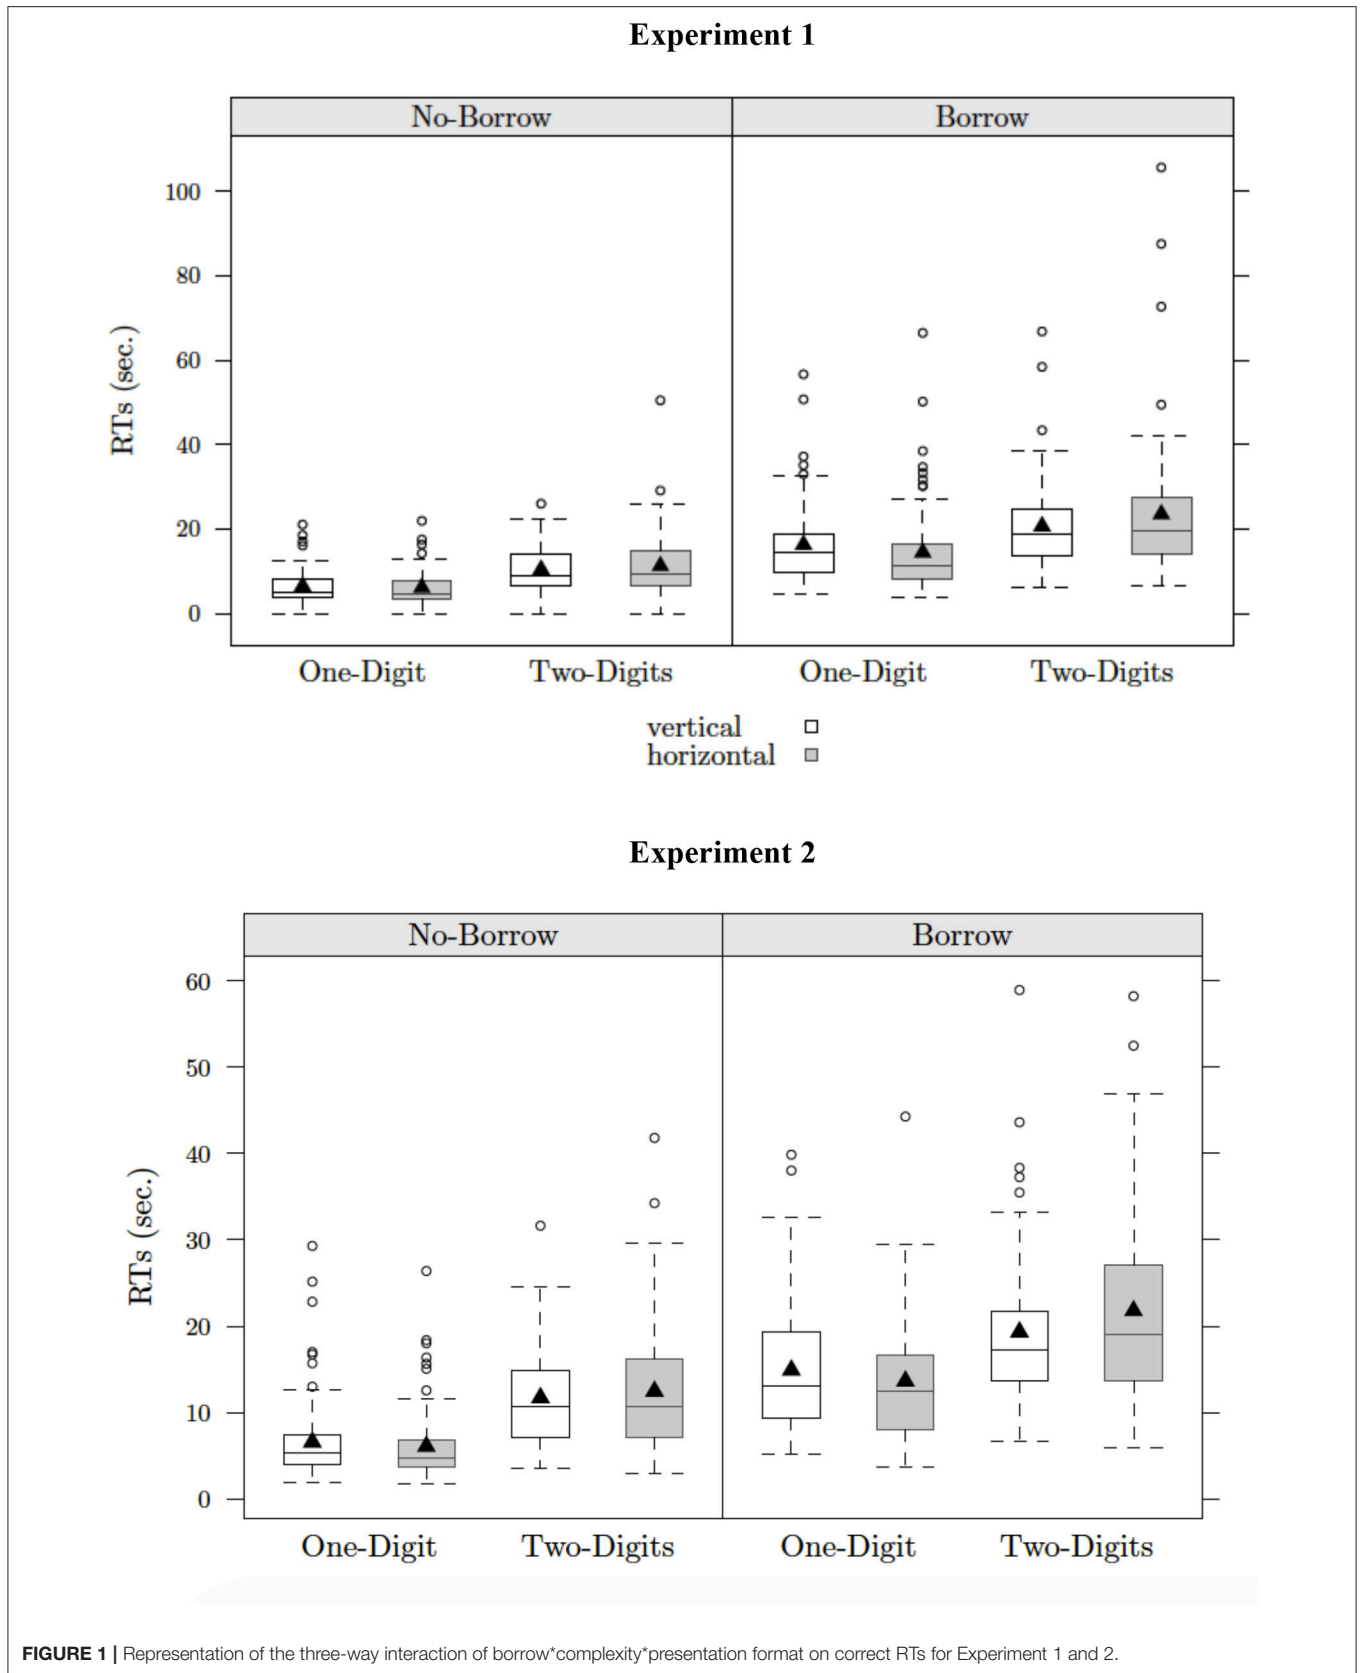 Experiment 1
No-Borrow Borrow
100
80
60
40
20
0
RTs (sec.)
One-Digit Two-Digits One-Digit Two-Digits
vertical
horizontal
Experiment 2
No-Borrow Borrow
60
50
40
30
20
10
0
RTs (sec.)
One-Digit Two-Digits One-Digit Two-Digits
FIGURE 1 | Representation of the three-way interaction of borrow*complexity*presentation format on correct RTs for Experiment 1 and 2.